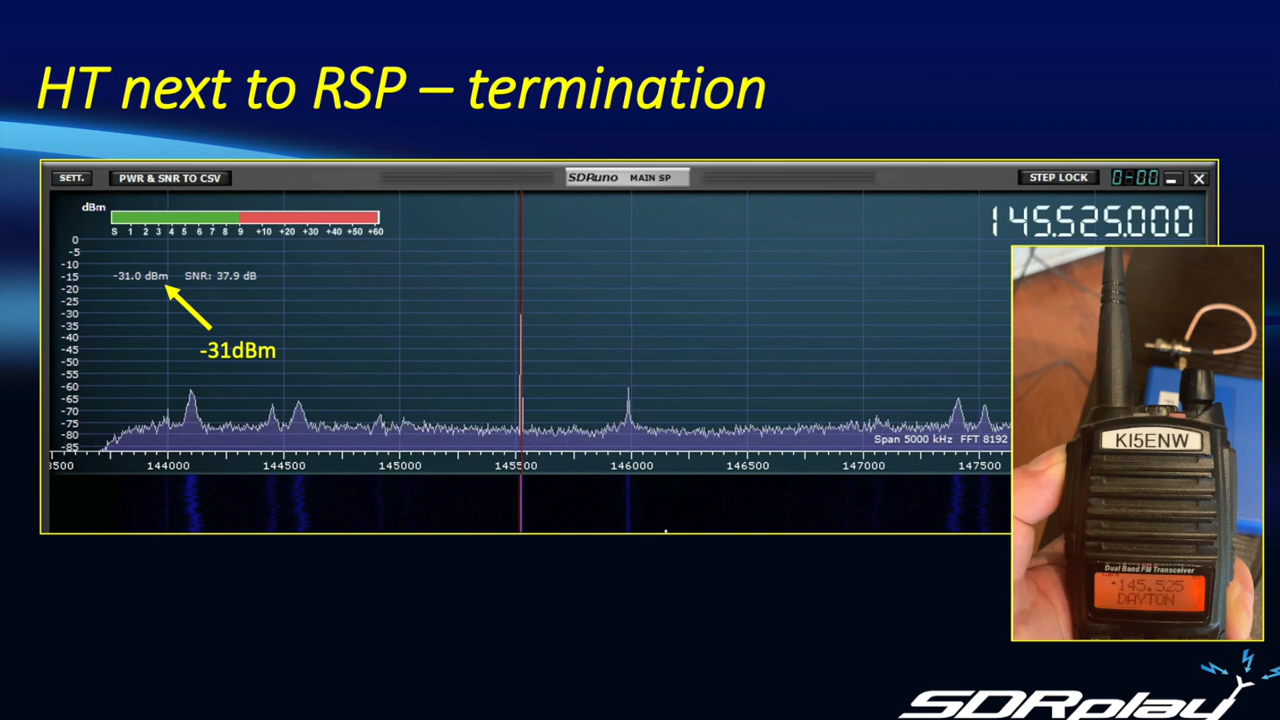 HT next to RSP – termination
SETT. PWR & SNR TO CSV SDRuno MAIN SP STEP LOCK 0-00
dBm
S 1 2 3 4 5 6 7 8 9 +10 +20 +30 +40 +50 +60
145.525.000
0
-5
-10
-15
-20
-25
-30
-35
-40
-45
-50
-55
-60
-65
-70
-75
-80
-85
-31.0 dBm SNR: 37.9 dB
-31dBm
Span 5000 kHz FFT 8192
3500 144000 144500 145000 145500 146000 146500 147000 147500
KI5ENW
Dual Band FM Transceiver
145.525
DAYTON
SDRplay